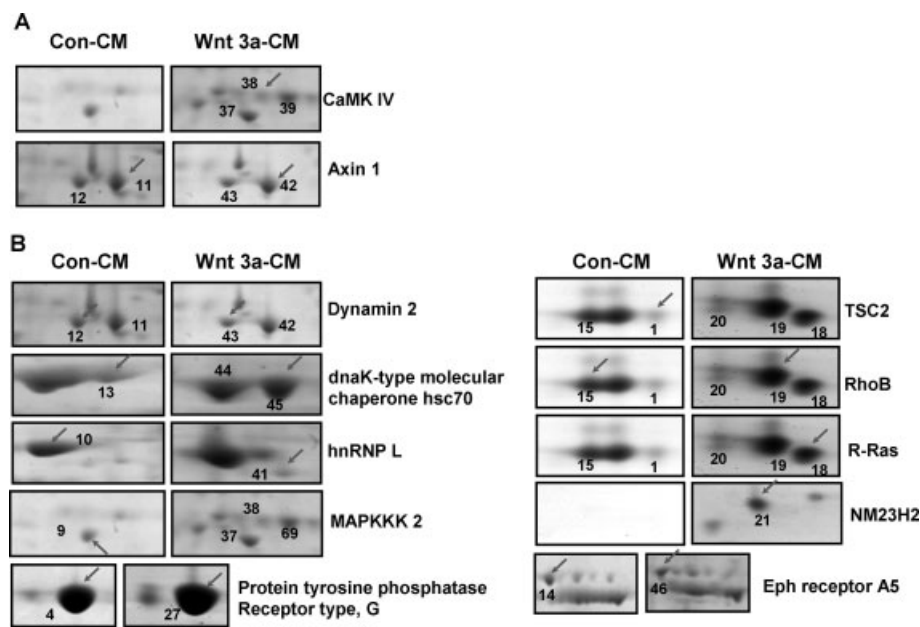 A
Con-CM Wnt 3a-CM
38
37 39 CaMK IV
12 11 43 42 Axin 1
B
Con-CM Wnt 3a-CM
12 11 43 42 Dynamin 2
13 44 45 dnaK-type molecular
chaperone hsc70
10 41 hnRNP L
9 38 37 69 MAPKKK 2
4 27 Protein tyrosine phosphatase
Receptor type, G
Con-CM Wnt 3a-CM
15 1 20 19 18 TSC2
15 1 20 19 18 RhoB
15 1 20 19 18 R-Ras
21 NM23H2
14 46 Eph receptor A5